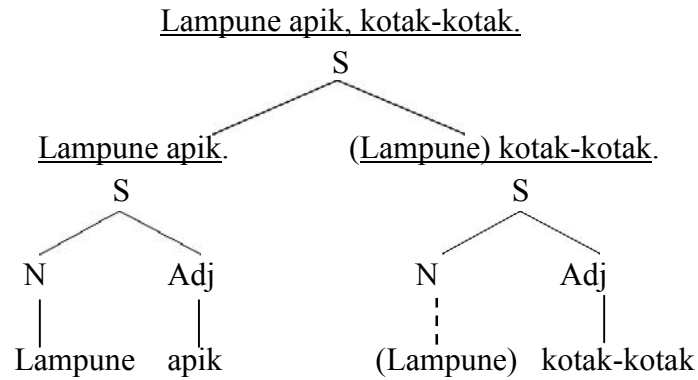 Lampune apik, kotak-kotak.
S
Lampune apik. (Lampune) kotak-kotak.
S S
N Adj N Adj
Lampune apik (Lampune) kotak-kotak